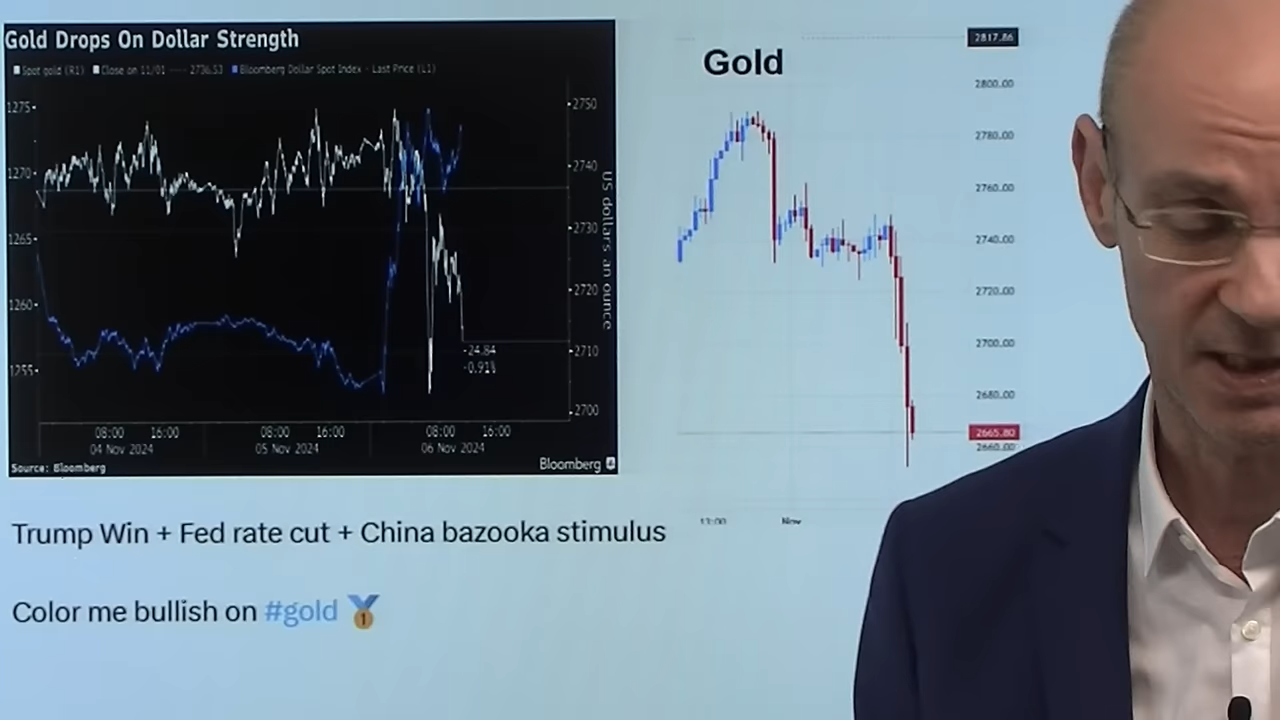 Gold Drops On Dollar Strength
Spot gold (R1) Close on 11/01 ---- 2736.53 Bloomberg Dollar Spot Index - Last Price (L1)
1275
1270
1265
1260
1255
2750
2740
2730
2720
2710
2700
US dollars an ounce
-24.84
-0.91%
08:00 16:00 08:00 16:00 08:00 16:00
04 Nov 2024 05 Nov 2024 06 Nov 2024
Source: Bloomberg
Bloomberg
Gold
2817.86
2800.00
2780.00
2760.00
2740.00
2720.00
2700.00
2680.00
2665.80
2660.00
Nov
Trump Win + Fed rate cut + China bazooka stimulus
Color me bullish on #gold
1